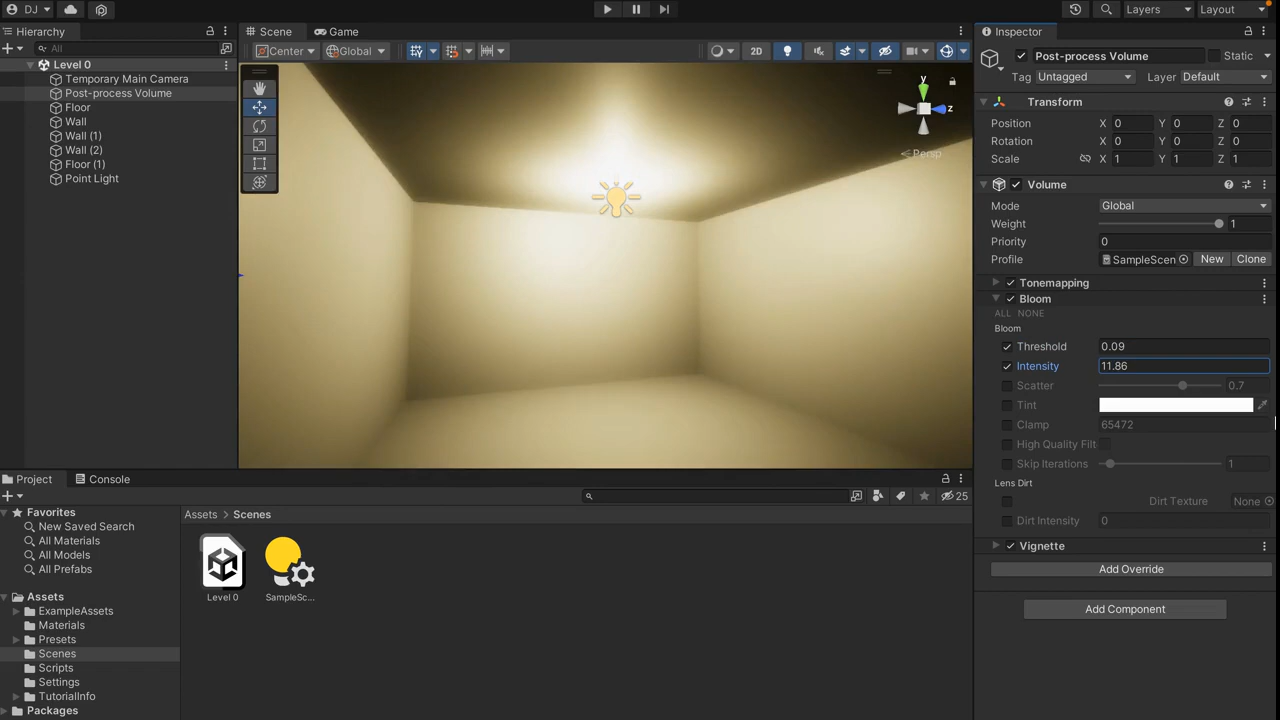 DJ
Layers
Layout
Hierarchy
All
Level 0
Temporary Main Camera
Post-process Volume
Floor
Wall
Wall (1)
Wall (2)
Floor (1)
Point Light
Scene
Game
Center
Global
2D
y
z
Persp
Inspector
Post-process Volume
Static
Tag Untagged
Layer Default
Transform
Position X 0 Y 0 Z 0
Rotation X 0 Y 0 Z 0
Scale X 1 Y 1 Z 1
Volume
Mode Global
Weight 1
Priority 0
Profile SampleScen New Clone
Tonemapping
Bloom
ALL NONE
Bloom
Threshold 0.09
Intensity 11.86
Scatter 0.7
Tint
Clamp 65472
High Quality Filt
Skip Iterations 1
Lens Dirt
Dirt Texture None
Dirt Intensity 0
Vignette
Add Override
Add Component
Project
Console
25
Favorites
New Saved Search
All Materials
All Models
All Prefabs
Assets
ExampleAssets
Materials
Presets
Scenes
Scripts
Settings
TutorialInfo
Packages
Assets > Scenes
Level 0
SampleSc...